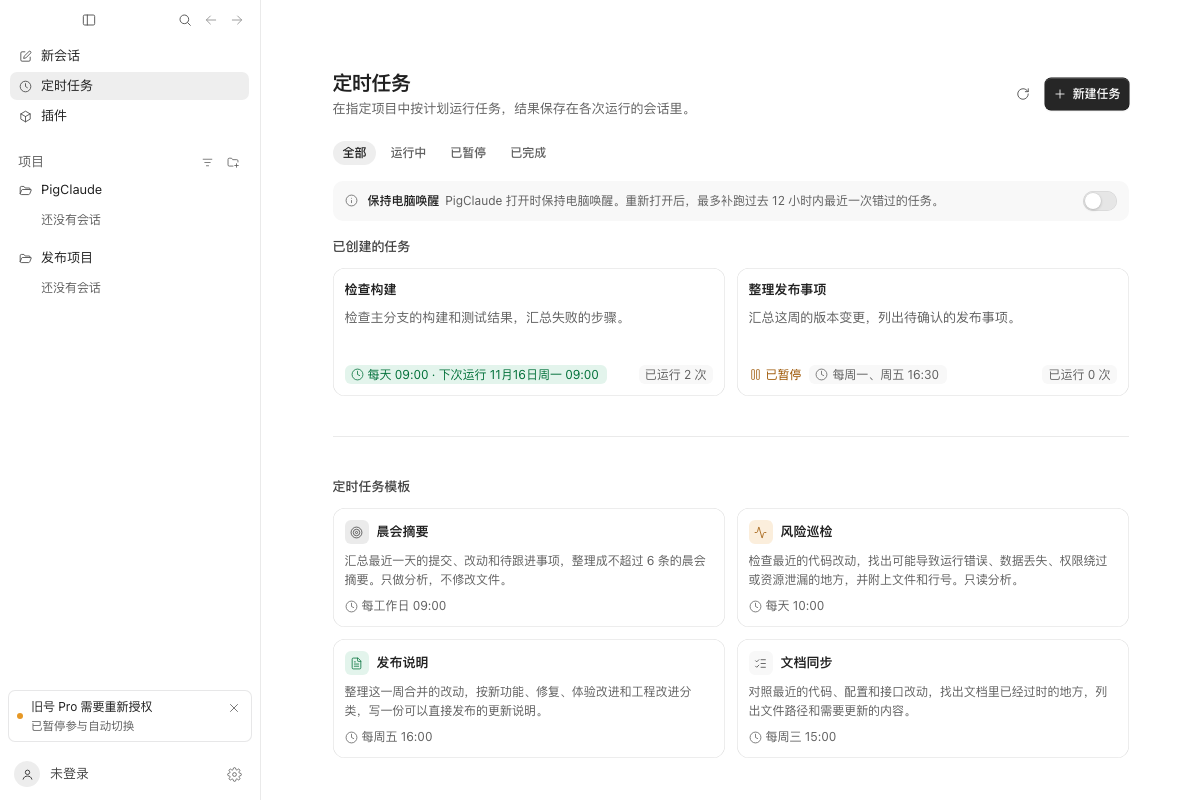 新会话
定时任务
插件
项目
PigClaude
还没有会话
发布项目
还没有会话
旧号 Pro 需要重新授权
已暂停参与自动切换
未登录
定时任务
在指定项目中按计划运行任务，结果保存在各次运行的会话里。
新建任务
全部 运行中 已暂停 已完成
保持电脑唤醒 PigClaude 打开时保持电脑唤醒。重新打开后，最多补跑过去 12 小时内最近一次错过的任务。
已创建的任务
检查构建
检查主分支的构建和测试结果，汇总失败的步骤。
每天 09:00 · 下次运行 11月16日周一 09:00 已运行 2 次
整理发布事项
汇总这周的版本变更，列出待确认的发布事项。
已暂停 每周一、周五 16:30 已运行 0 次
定时任务模板
晨会摘要
汇总最近一天的提交、改动和待跟进事项，整理成不超过 6 条的晨会
摘要。只做分析，不修改文件。
每工作日 09:00
风险巡检
检查最近的代码改动，找出可能导致运行错误、数据丢失、权限绕过
或资源泄漏的地方，并附上文件和行号。只读分析。
每天 10:00
发布说明
整理这一周合并的改动，按新功能、修复、体验改进和工程改进分
类，写一份可以直接发布的更新说明。
每周五 16:00
文档同步
对照最近的代码、配置和接口改动，找出文档里已经过时的地方，列
出文件路径和需要更新的内容。
每周三 15:00